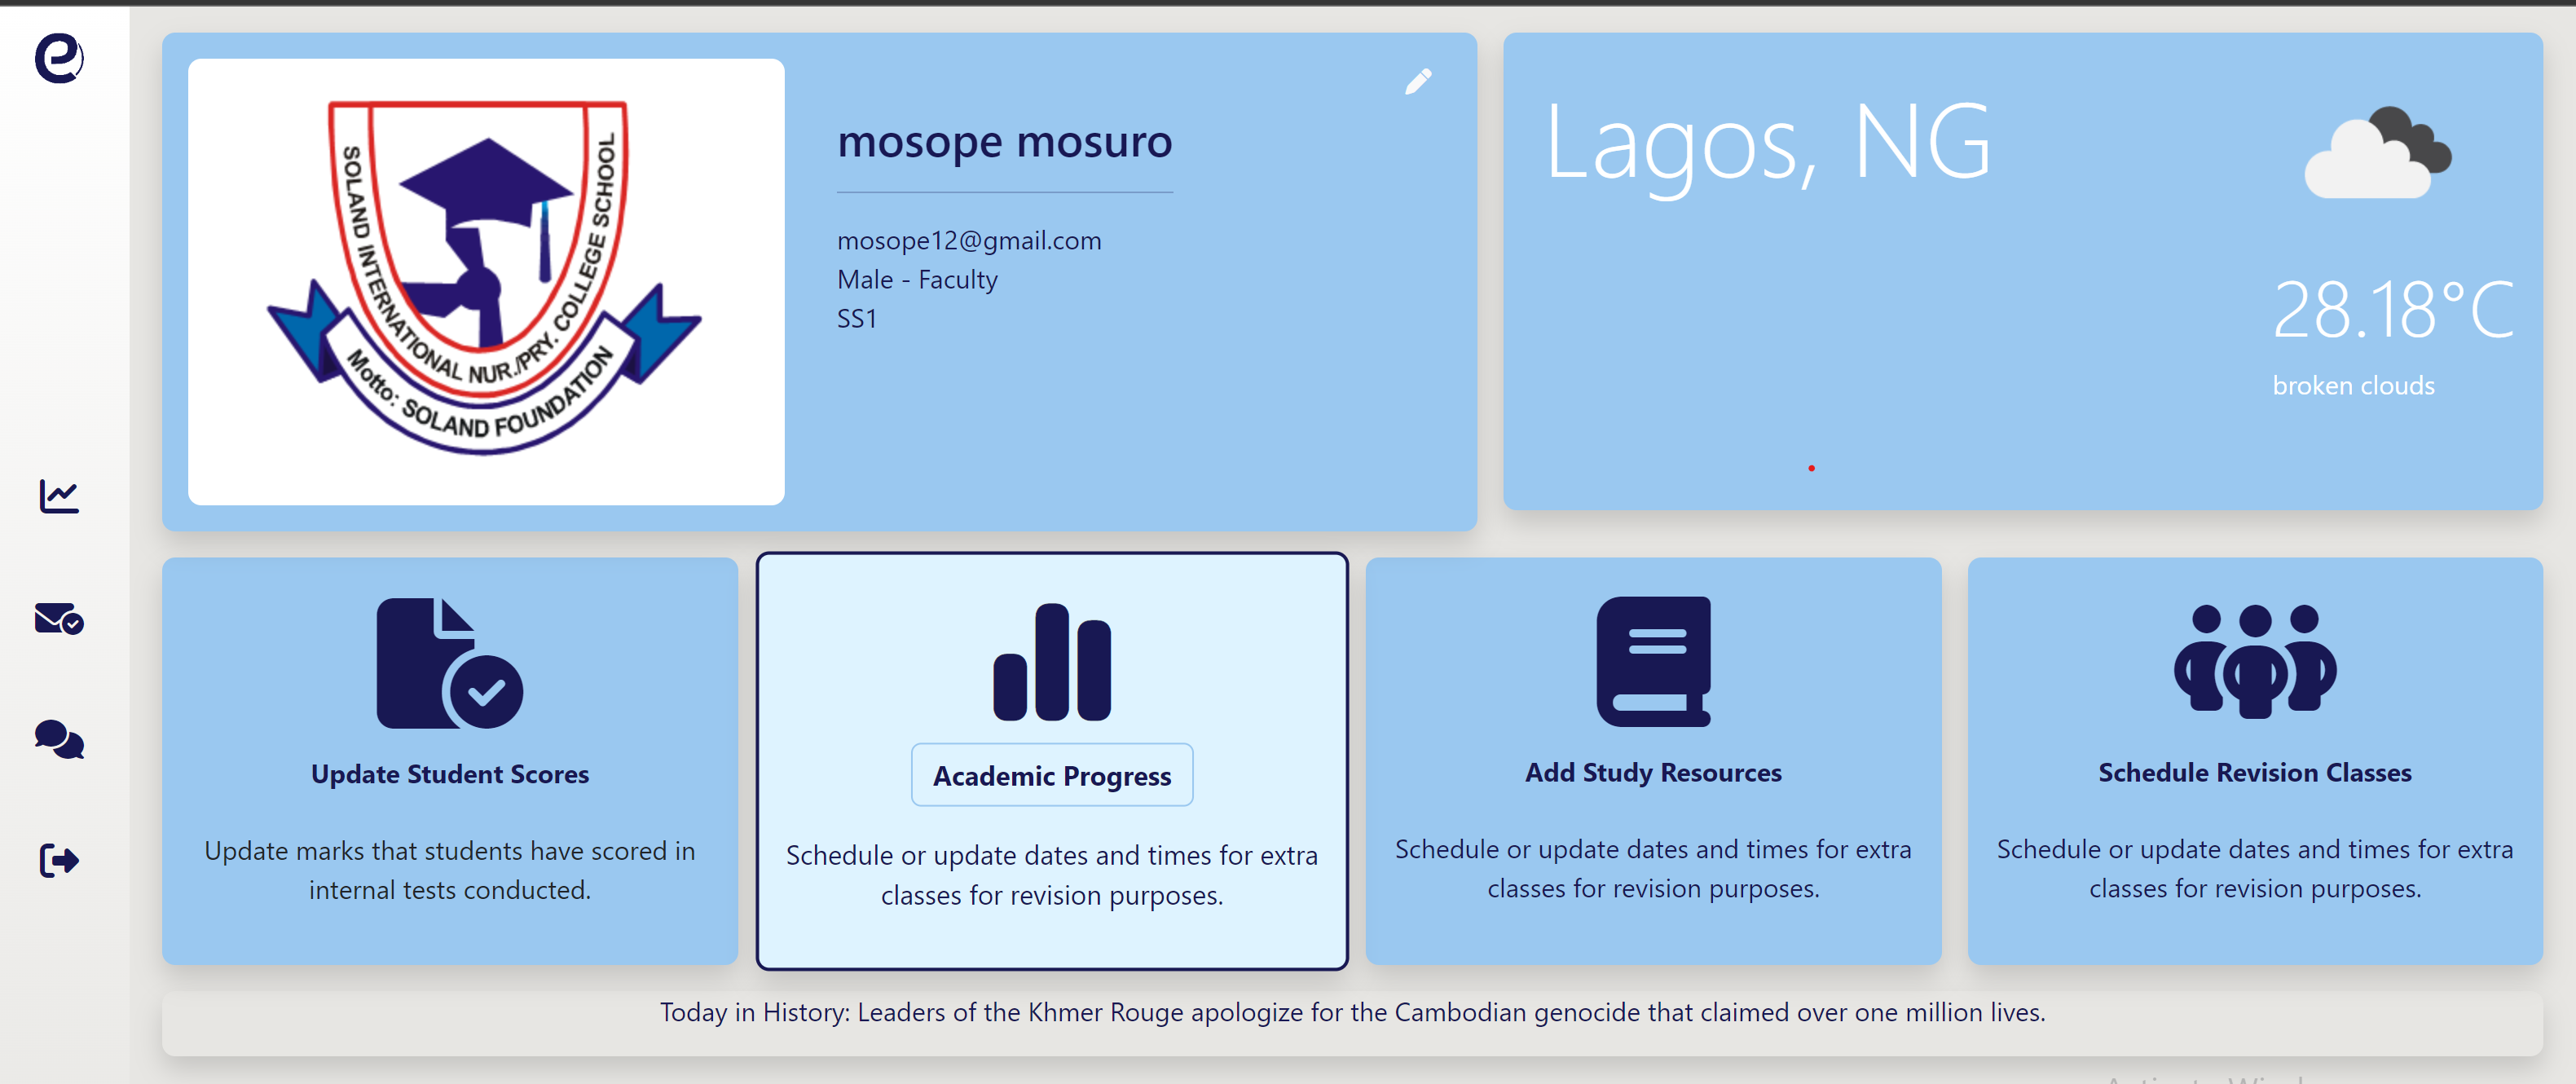 e
SOLAND INTERNATIONAL NUR./PRY. COLLEGE SCHOOL
Motto: SOLAND FOUNDATION
mosope mosuro
mosope12@gmail.com
Male - Faculty
SS1
Lagos, NG
28.18°C
broken clouds
Update Student Scores
Update marks that students have scored in
internal tests conducted.
Academic Progress
Schedule or update dates and times for extra
classes for revision purposes.
Add Study Resources
Schedule or update dates and times for extra
classes for revision purposes.
Schedule Revision Classes
Schedule or update dates and times for extra
classes for revision purposes.
Today in History: Leaders of the Khmer Rouge apologize for the Cambodian genocide that claimed over one million lives.